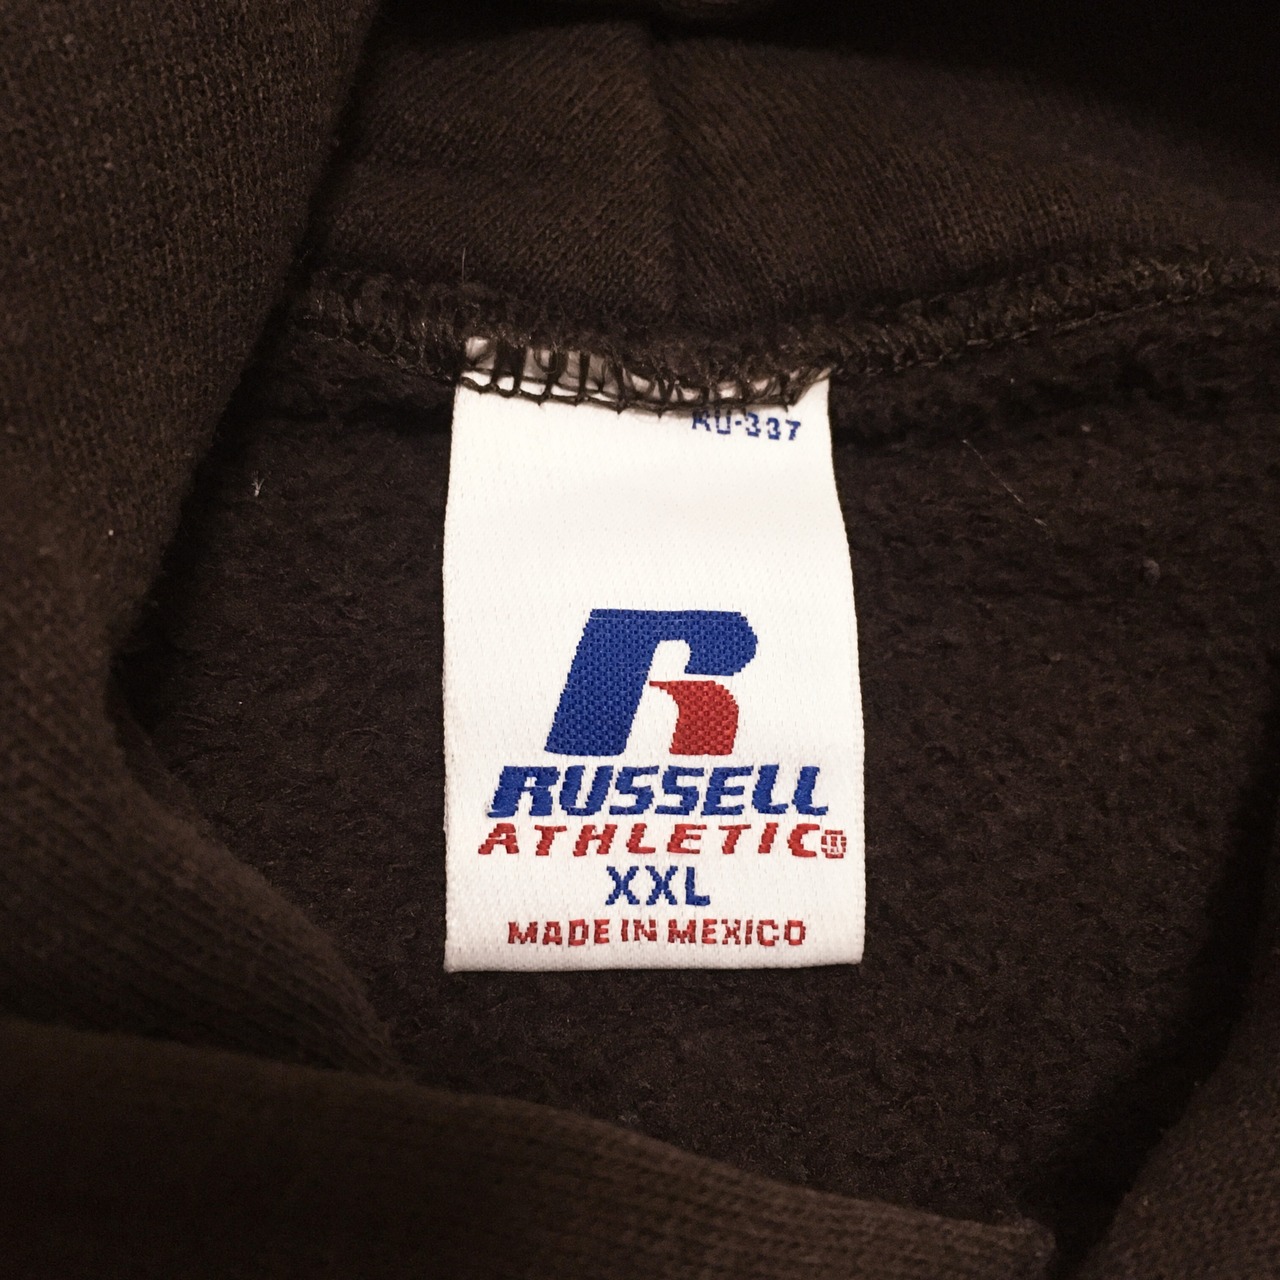 RU-337
R
RUSSELL
ATHLETIC®
XXL
MADE IN MEXICO